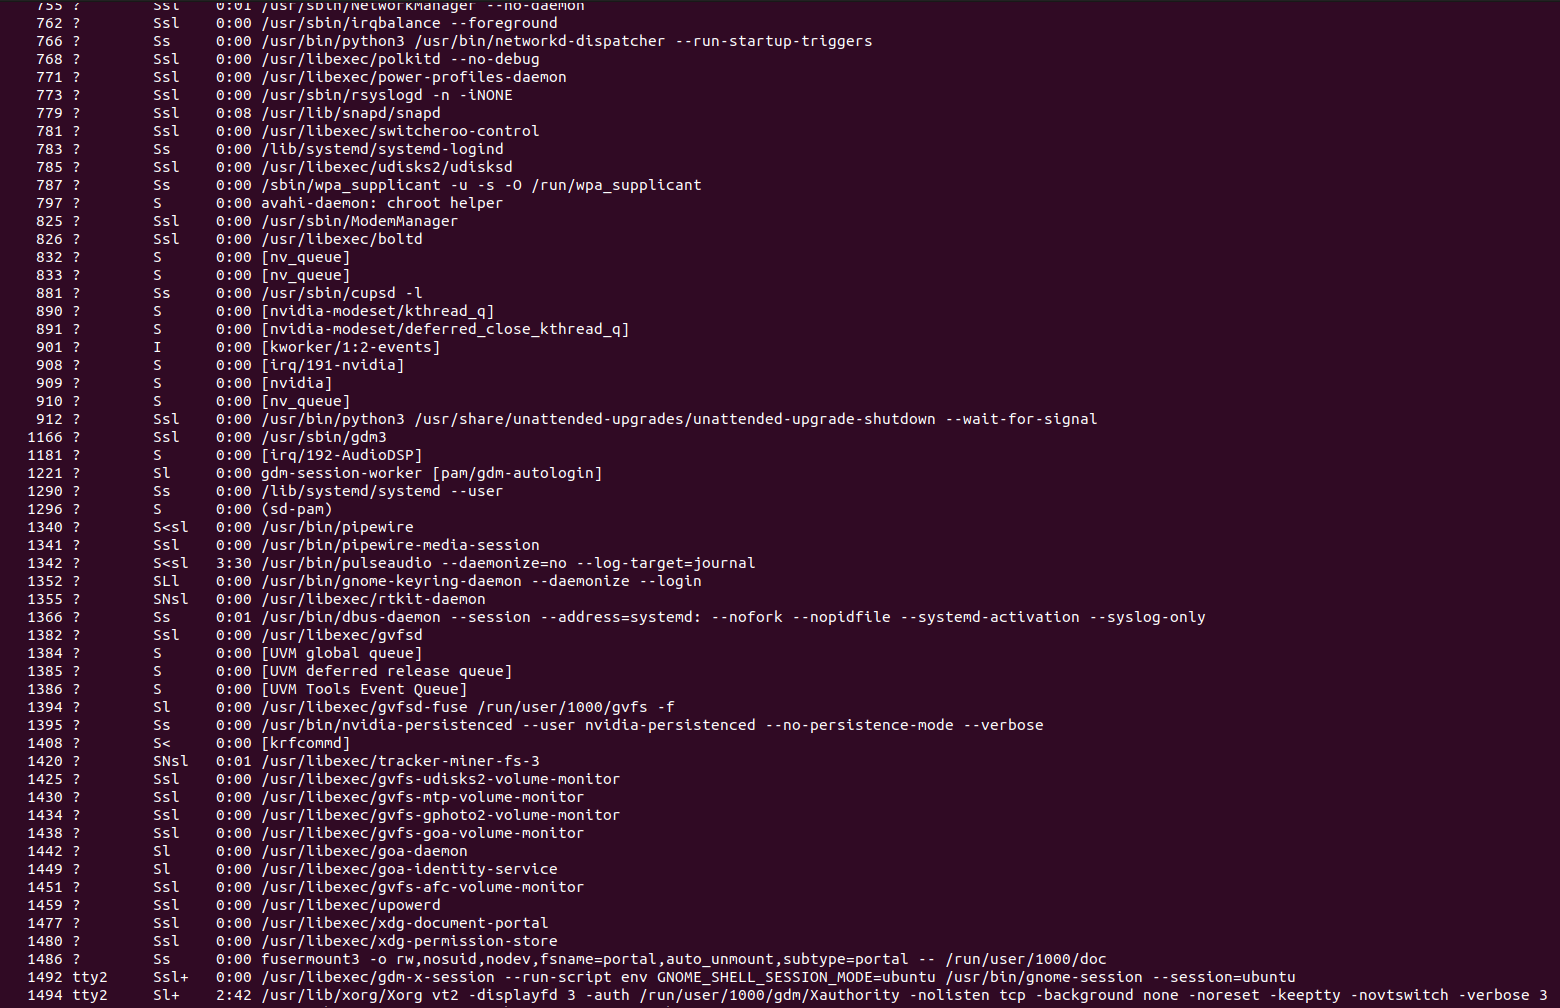 755 ? Ssl 0:01 /usr/sbin/NetworkManager --no-daemon
762 ? Ssl 0:00 /usr/sbin/irqbalance --foreground
766 ? Ss 0:00 /usr/bin/python3 /usr/bin/networkd-dispatcher --run-startup-triggers
768 ? Ssl 0:00 /usr/libexec/polkitd --no-debug
771 ? Ssl 0:00 /usr/libexec/power-profiles-daemon
773 ? Ssl 0:00 /usr/sbin/rsyslogd -n -iNONE
779 ? Ssl 0:08 /usr/lib/snapd/snapd
781 ? Ssl 0:00 /usr/libexec/switcheroo-control
783 ? Ss 0:00 /lib/systemd/systemd-logind
785 ? Ssl 0:00 /usr/libexec/udisks2/udisksd
787 ? Ss 0:00 /sbin/wpa_supplicant -u -s -O /run/wpa_supplicant
797 ? S 0:00 avahi-daemon: chroot helper
825 ? Ssl 0:00 /usr/sbin/ModemManager
826 ? Ssl 0:00 /usr/libexec/boltd
832 ? S 0:00 [nv_queue]
833 ? S 0:00 [nv_queue]
881 ? Ss 0:00 /usr/sbin/cupsd -l
890 ? S 0:00 [nvidia-modeset/kthread_q]
891 ? S 0:00 [nvidia-modeset/deferred_close_kthread_q]
901 ? I 0:00 [kworker/1:2-events]
908 ? S 0:00 [irq/191-nvidia]
909 ? S 0:00 [nvidia]
910 ? S 0:00 [nv_queue]
912 ? Ssl 0:00 /usr/bin/python3 /usr/share/unattended-upgrades/unattended-upgrade-shutdown --wait-for-signal
1166 ? Ssl 0:00 /usr/sbin/gdm3
1181 ? S 0:00 [irq/192-AudioDSP]
1221 ? Sl 0:00 gdm-session-worker [pam/gdm-autologin]
1290 ? Ss 0:00 /lib/systemd/systemd --user
1296 ? S 0:00 (sd-pam)
1340 ? S<sl 0:00 /usr/bin/pipewire
1341 ? Ssl 0:00 /usr/bin/pipewire-media-session
1342 ? S<sl 3:30 /usr/bin/pulseaudio --daemonize=no --log-target=journal
1352 ? SLl 0:00 /usr/bin/gnome-keyring-daemon --daemonize --login
1355 ? SNsl 0:00 /usr/libexec/rtkit-daemon
1366 ? Ss 0:01 /usr/bin/dbus-daemon --session --address=systemd: --nofork --nopidfile --systemd-activation --syslog-only
1382 ? Ssl 0:00 /usr/libexec/gvfsd
1384 ? S 0:00 [UVM global queue]
1385 ? S 0:00 [UVM deferred release queue]
1386 ? S 0:00 [UVM Tools Event Queue]
1394 ? Sl 0:00 /usr/libexec/gvfsd-fuse /run/user/1000/gvfs -f
1395 ? Ss 0:00 /usr/bin/nvidia-persistenced --user nvidia-persistenced --no-persistence-mode --verbose
1408 ? S< 0:00 [krfcommd]
1420 ? SNsl 0:01 /usr/libexec/tracker-miner-fs-3
1425 ? Ssl 0:00 /usr/libexec/gvfs-udisks2-volume-monitor
1430 ? Ssl 0:00 /usr/libexec/gvfs-mtp-volume-monitor
1434 ? Ssl 0:00 /usr/libexec/gvfs-gphoto2-volume-monitor
1438 ? Ssl 0:00 /usr/libexec/gvfs-goa-volume-monitor
1442 ? Sl 0:00 /usr/libexec/goa-daemon
1449 ? Sl 0:00 /usr/libexec/goa-identity-service
1451 ? Ssl 0:00 /usr/libexec/gvfs-afc-volume-monitor
1459 ? Ssl 0:00 /usr/libexec/upowerd
1477 ? Ssl 0:00 /usr/libexec/xdg-document-portal
1480 ? Ssl 0:00 /usr/libexec/xdg-permission-store
1486 ? Ss 0:00 fusermount3 -o rw,nosuid,nodev,fsname=portal,auto_unmount,subtype=portal -- /run/user/1000/doc
1492 tty2 Ssl+ 0:00 /usr/libexec/gdm-x-session --run-script env GNOME_SHELL_SESSION_MODE=ubuntu /usr/bin/gnome-session --session=ubuntu
1494 tty2 Sl+ 2:42 /usr/lib/xorg/Xorg vt2 -displayfd 3 -auth /run/user/1000/gdm/Xauthority -nolisten tcp -background none -noreset -keeptty -novtswitch -verbose 3